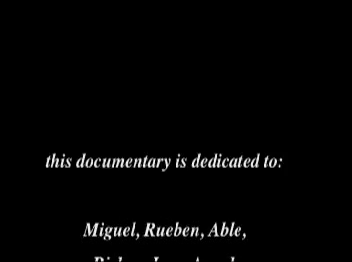 this documentary is dedicated to:
Miguel, Rueben, Able,